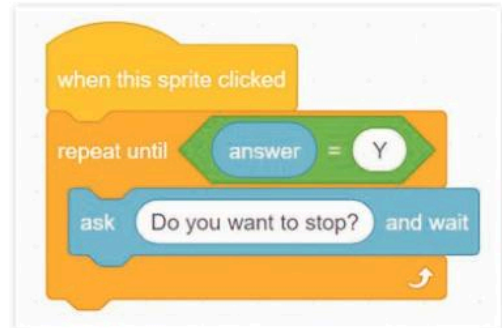 when this sprite clicked
repeat until answer = Y
ask Do you want to stop? and wait